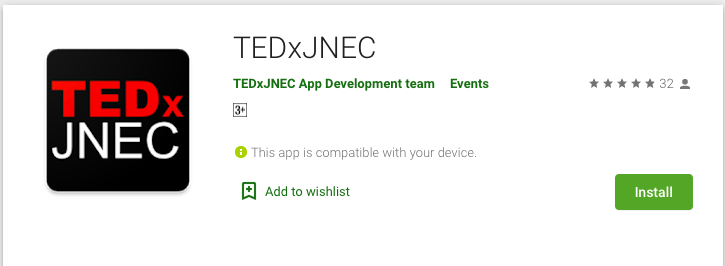 TEDx
JNEC
TEDxJNEC
TEDxJNEC App Development team Events
32
3+
This app is compatible with your device.
Add to wishlist
Install